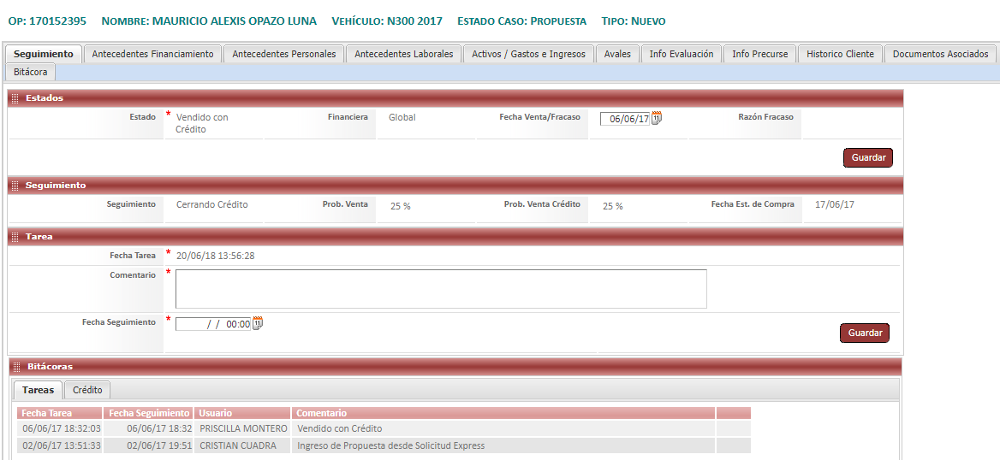 OP: 170152395 NOMBRE: MAURICIO ALEXIS OPAZO LUNA VEHÍCULO: N300 2017 ESTADO CASO: PROPUESTA TIPO: NUEVO
Seguimiento Antecedentes Financiamiento Antecedentes Personales Antecedentes Laborales Activos / Gastos e Ingresos Avales Info Evaluación Info Precurse Historico Cliente Documentos Asociados
Bitácora
Estados
Estado * Vendido con Financiera Global Fecha Venta/Fracaso 06/06/17 Razón Fracaso
Crédito
Guardar
Seguimiento
Seguimiento Cerrando Crédito Prob. Venta 25 % Prob. Venta Crédito 25 % Fecha Est. de Compra 17/06/17
Tarea
Fecha Tarea * 20/06/18 13:56:28
Comentario *
Fecha Seguimiento * / / 00:00
Guardar
Bitácoras
Tareas Crédito
Fecha Tarea Fecha Seguimiento Usuario Comentario
06/06/17 18:32:03 06/06/17 18:32 PRISCILLA MONTERO Vendido con Crédito
02/06/17 13:51:33 02/06/17 19:51 CRISTIAN CUADRA Ingreso de Propuesta desde Solicitud Express